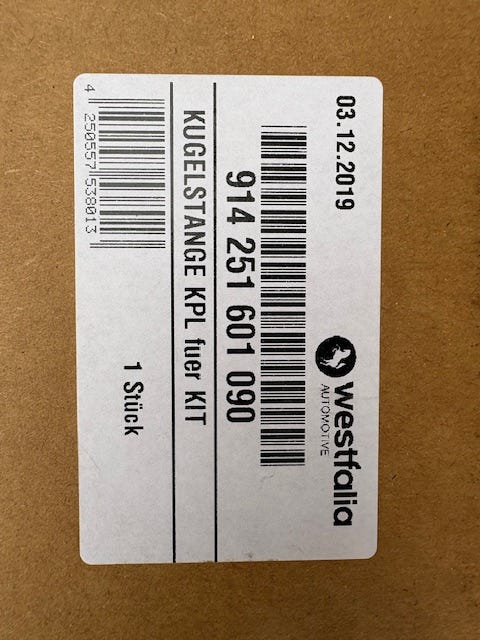 03.12.2019
westfalia
AUTOMOTIVE
914 251 601 090
KUGELSTANGE KPL fuer KIT
4 250557 538013
1 Stück